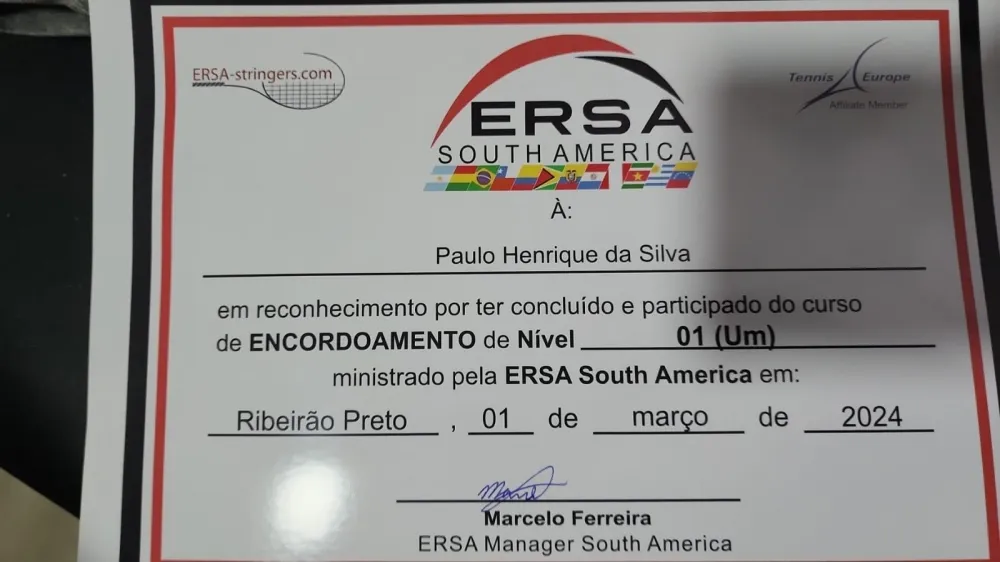 ERSA-stringers.com
ERSA
SOUTH AMERICA
Tennis Europe
Affiliate Member
À:
Paulo Henrique da Silva
em reconhecimento por ter concluído e participado do curso
de ENCORDOAMENTO de Nível 01 (Um)
ministrado pela ERSA South America em:
Ribeirão Preto , 01 de março de 2024
Marcelo Ferreira
ERSA Manager South America